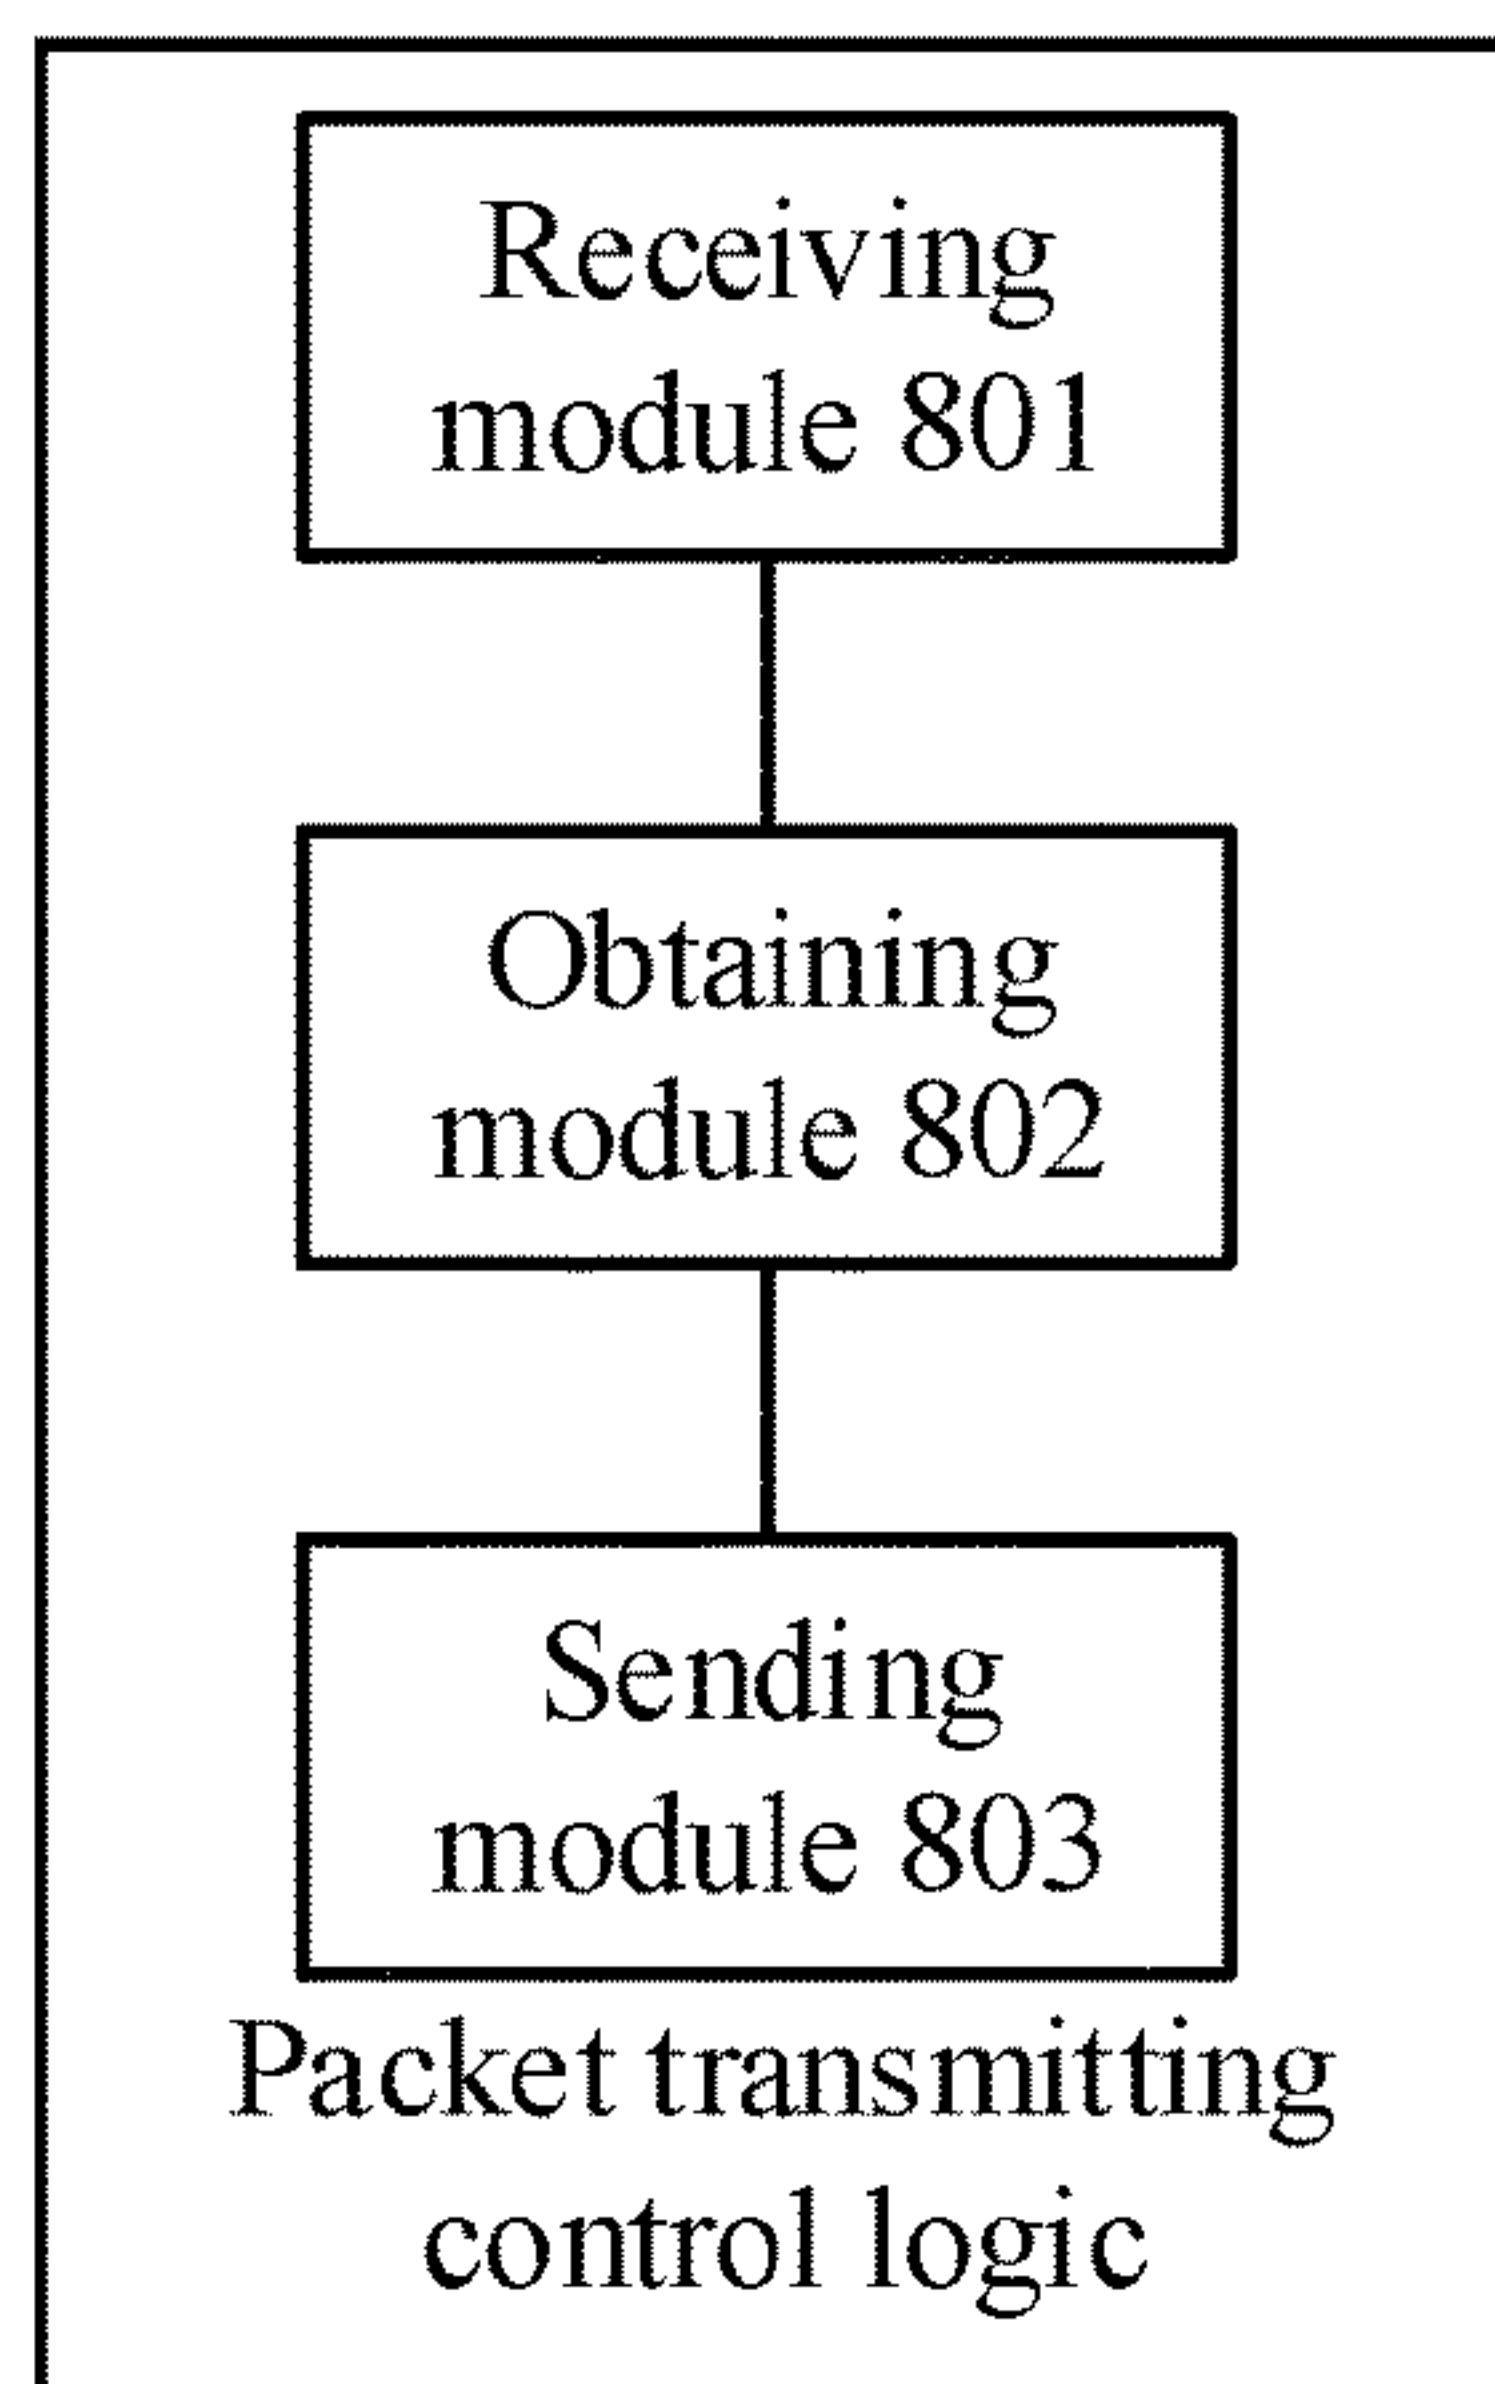 Receiving
module 801
Obtaining
module 802
Sending
module 803
Packet transmitting
control logic